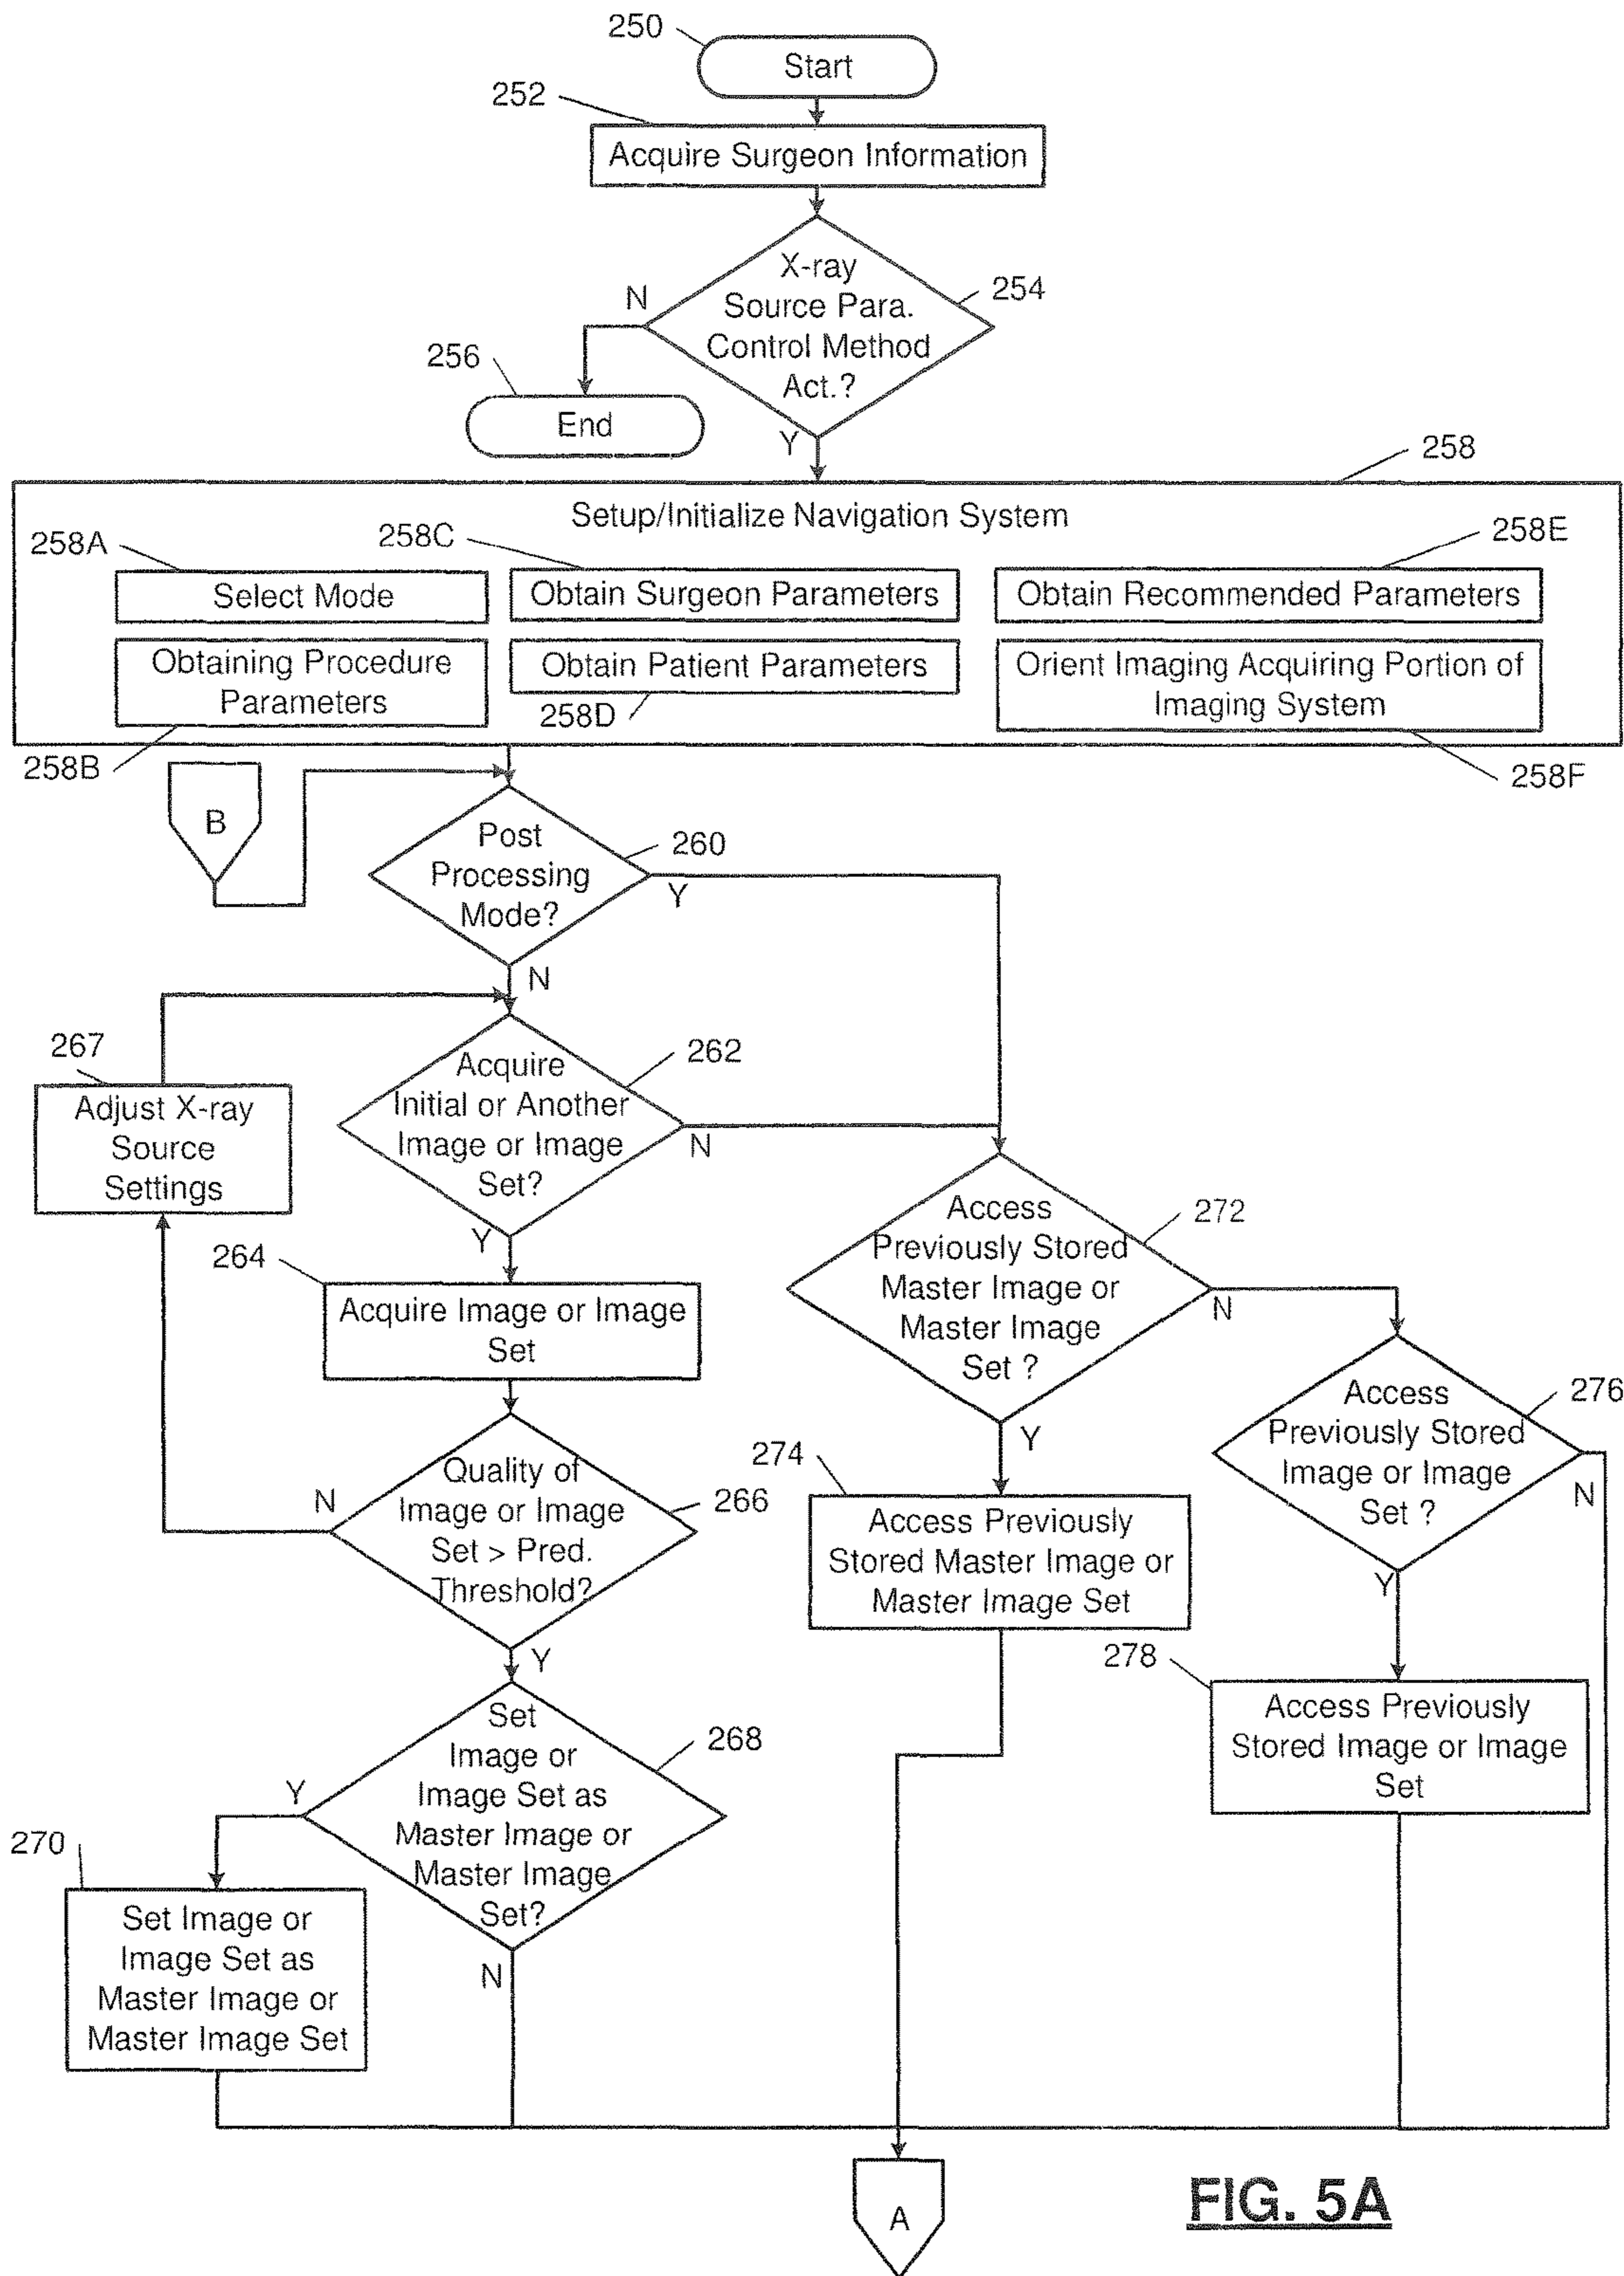 250
Start
252
Acquire Surgeon Information
X-ray
Source Para.
Control Method
Act.?
254
N
256
End
Y
258
Setup/Initialize Navigation System
258A
258C
258E
Select Mode
Obtain Surgeon Parameters
Obtain Recommended Parameters
Obtaining Procedure
Parameters
Obtain Patient Parameters
Orient Imaging Acquiring Portion of
Imaging System
258B
258D
258F
B
Post
Processing
Mode?
260
Y
N
267
Adjust X-ray
Source
Settings
Acquire
Initial or Another
Image or Image
Set?
262
N
Y
264
Acquire Image or Image
Set
Access
Previously Stored
Master Image or
Master Image
Set ?
272
N
Y
Quality of
Image or Image
Set > Pred.
Threshold?
266
N
Y
274
Access Previously
Stored Master Image or
Master Image Set
Access
Previously Stored
Image or Image
Set ?
276
N
Y
278
Access Previously
Stored Image or Image
Set
Set
Image or
Image Set as
Master Image or
Master Image
Set?
268
Y
N
270
Set Image or
Image Set as
Master Image or
Master Image Set
A
FIG. 5A